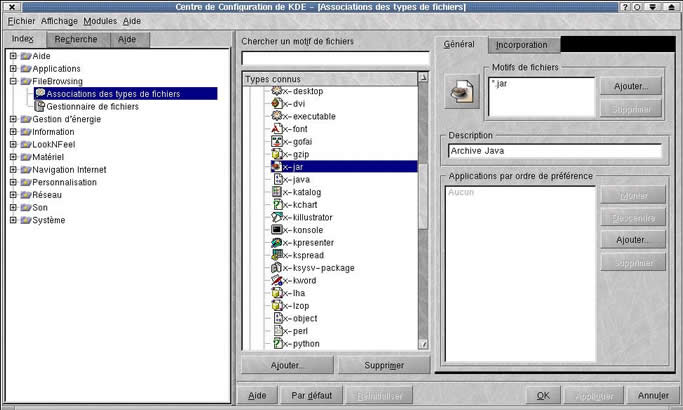 Centre de Configuration de KDE - [Associations des types de fichiers]
Fichier Affichage Modules Aide
Index Recherche Aide
Aide
Applications
FileBrowsing
Associations des types de fichiers
Gestionnaire de fichiers
Gestion d'énergie
Information
LookNFeel
Matériel
Navigation Internet
Personnalisation
Réseau
Son
Système
Chercher un motif de fichiers
Types connus
x-desktop
x-dvi
x-executable
x-font
x-gofai
x-gzip
x-jar
x-java
x-katalog
x-kchart
x-killustrator
x-konsole
x-kpresenter
x-kspread
x-ksysv-package
x-kword
x-lha
x-lzop
x-object
x-perl
x-python
Ajouter... Supprimer
Général Incorporation
Motifs de fichiers
*.jar
Ajouter...
Supprimer
Description
Archive Java
Applications par ordre de préférence
Aucun
Monter
Descendre
Ajouter...
Supprimer
Aide Par défaut Réinitialiser OK Appliquer Annuler